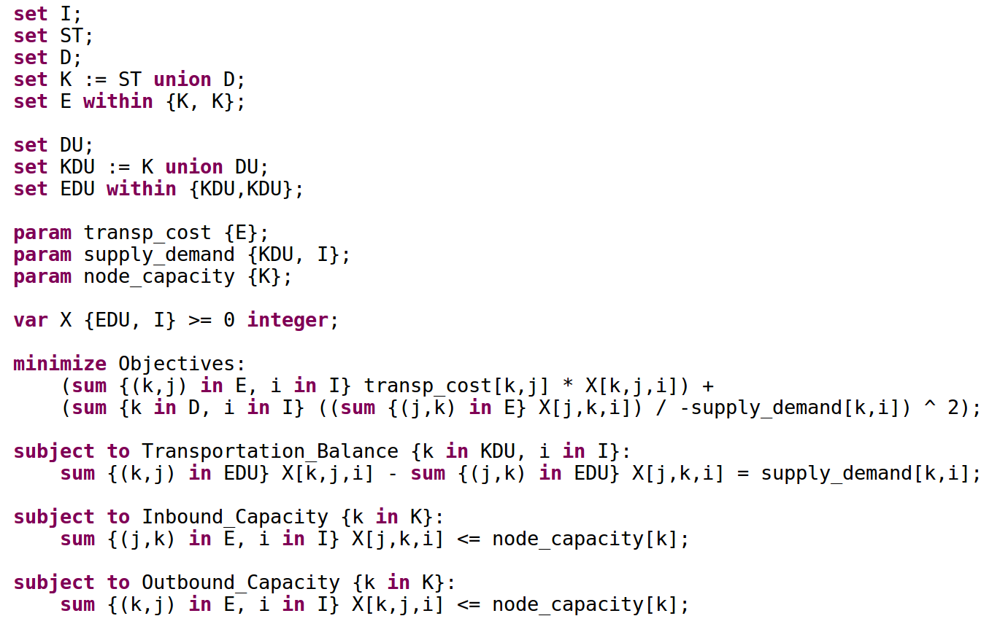 set I;
set ST;
set D;
set K := ST union D;
set E within {K, K};
set DU;
set KDU := K union DU;
set EDU within {KDU,KDU};
param transp_cost {E};
param supply_demand {KDU, I};
param node_capacity {K};
var X {EDU, I} >= 0 integer;
minimize Objectives:
(sum {(k,j) in E, i in I} transp_cost[k,j] * X[k,j,i]) +
(sum {k in D, i in I} ((sum {(j,k) in E} X[j,k,i]) / -supply_demand[k,i]) ^ 2);
subject to Transportation_Balance {k in KDU, i in I}:
sum {(k,j) in EDU} X[k,j,i] - sum {(j,k) in EDU} X[j,k,i] = supply_demand[k,i];
subject to Inbound_Capacity {k in K}:
sum {(j,k) in E, i in I} X[j,k,i] <= node_capacity[k];
subject to Outbound_Capacity {k in K}:
sum {(k,j) in E, i in I} X[k,j,i] <= node_capacity[k];